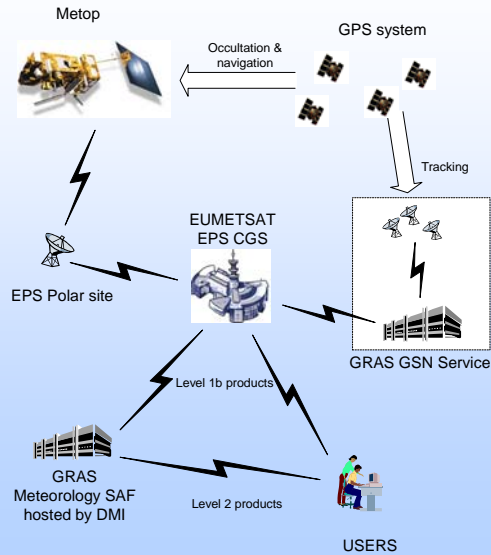 Metop
GPS system
Occultation &
navigation
Tracking
EUMETSAT
EPS CGS
EPS Polar site
GRAS GSN Service
Level 1b products
GRAS
Meteorology SAF
hosted by DMI
Level 2 products
USERS